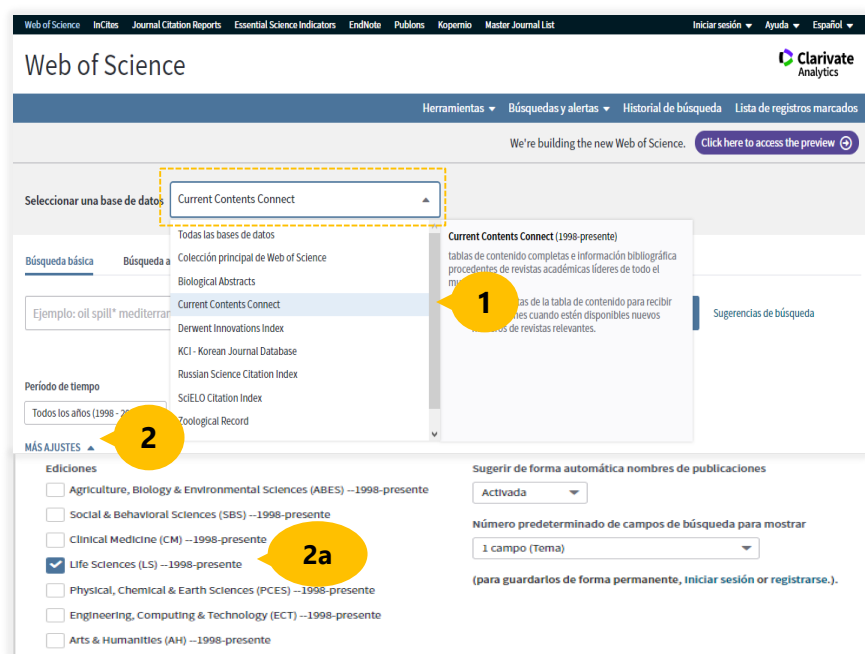 Web of Science InCites Journal Citation Reports Essential Science Indicators EndNote Publons Kopernio Master Journal List Iniciar sesión Ayuda Español
Web of Science
Clarivate
Analytics
Herramientas Búsquedas y alertas Historial de búsqueda Lista de registros marcados
We're building the new Web of Science. Click here to access the preview
Seleccionar una base de datos Current Contents Connect
Todas las bases de datos
Colección principal de Web of Science
Biological Abstracts
Current Contents Connect
Derwent Innovations Index
KCI - Korean Journal Database
Russian Science Citation Index
SciELO Citation Index
Zoological Record
Current Contents Connect (1998-presente)
tablas de contenido completas e información bibliográfica
procedentes de revistas académicas líderes de todo el
de la tabla de contenido para recibir
cuando estén disponibles nuevos
de revistas relevantes.
1
Búsqueda básica Búsqueda a
Ejemplo: oil spill* mediterran
Sugerencias de búsqueda
Período de tiempo
Todos los años (1998 - 2
MÁS AJUSTES
2
Ediciones
Agriculture, Biology & Environmental Sciences (ABES) --1998-presente
Social & Behavioral Sciences (SBS) --1998-presente
Clinical Medicine (CM) --1998-presente
Life Sciences (LS) --1998-presente
2a
Physical, Chemical & Earth Sciences (PCES) --1998-presente
Engineering, Computing & Technology (ECT) --1998-presente
Arts & Humanities (AH) --1998-presente
Sugerir de forma automática nombres de publicaciones
Activada
Número predeterminado de campos de búsqueda para mostrar
1 campo (Tema)
(para guardarlos de forma permanente, Iniciar sesión or registrarse.).